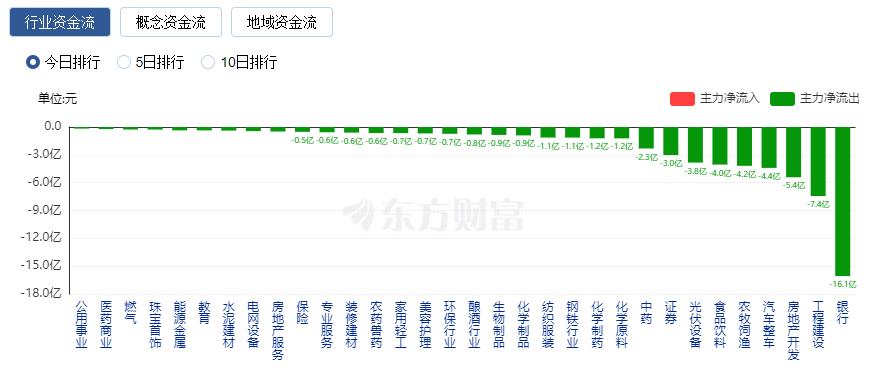 行业资金流 概念资金流 地域资金流
今日排行 5日排行 10日排行
单位:元 主力净流入 主力净流出
0.0
-3.0亿
-6.0亿
-9.0亿
-12.0亿
-15.0亿
-18.0亿
-0.5亿 -0.6亿 -0.6亿 -0.6亿 -0.7亿 -0.7亿 -0.7亿 -0.8亿 -0.9亿 -0.9亿 -1.1亿 -1.1亿 -1.2亿 -1.2亿 -2.3亿 -3.0亿 -3.8亿 -4.0亿 -4.2亿 -4.4亿 -5.4亿 -7.4亿 -16.1亿
东方财富
公用事业
医药商业
燃气
珠宝首饰
能源金属
教育
水泥建材
电网设备
房地产服务
保险
专业服务
装修建材
农药兽药
家用轻工
美容护理
环保行业
酿酒行业
生物制品
化学制品
纺织服装
钢铁行业
化学制药
化学原料
中药
证券
光伏设备
食品饮料
农牧饲渔
汽车整车
房地产开发
工程建设
银行